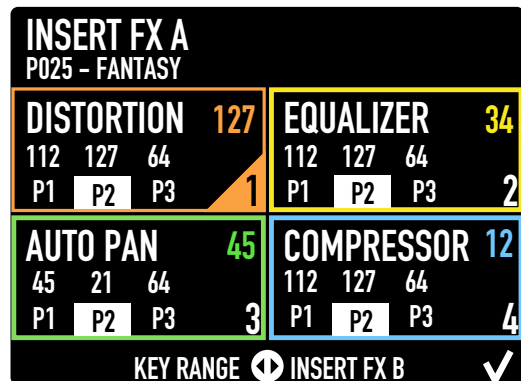 INSERT FX A
P025 - FANTASY
DISTORTION 127
112 127 64
P1 P2 P3 1
EQUALIZER 34
112 127 64
P1 P2 P3 2
AUTO PAN 45
45 21 64
P1 P2 P3 3
COMPRESSOR 12
112 127 64
P1 P2 P3 4
KEY RANGE INSERT FX B